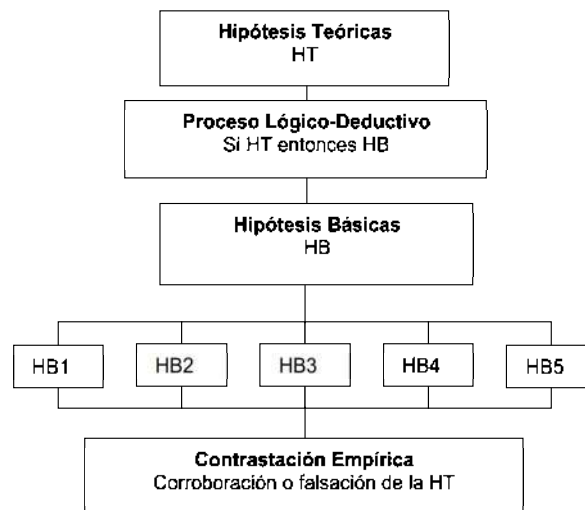 Hipótesis Teóricas
HT
Proceso Lógico-Deductivo
Si HT entonces HB
Hipótesis Básicas
HB
HB1 HB2 HB3 HB4 HB5
Contrastación Empírica
Corroboración o falsación de la HT